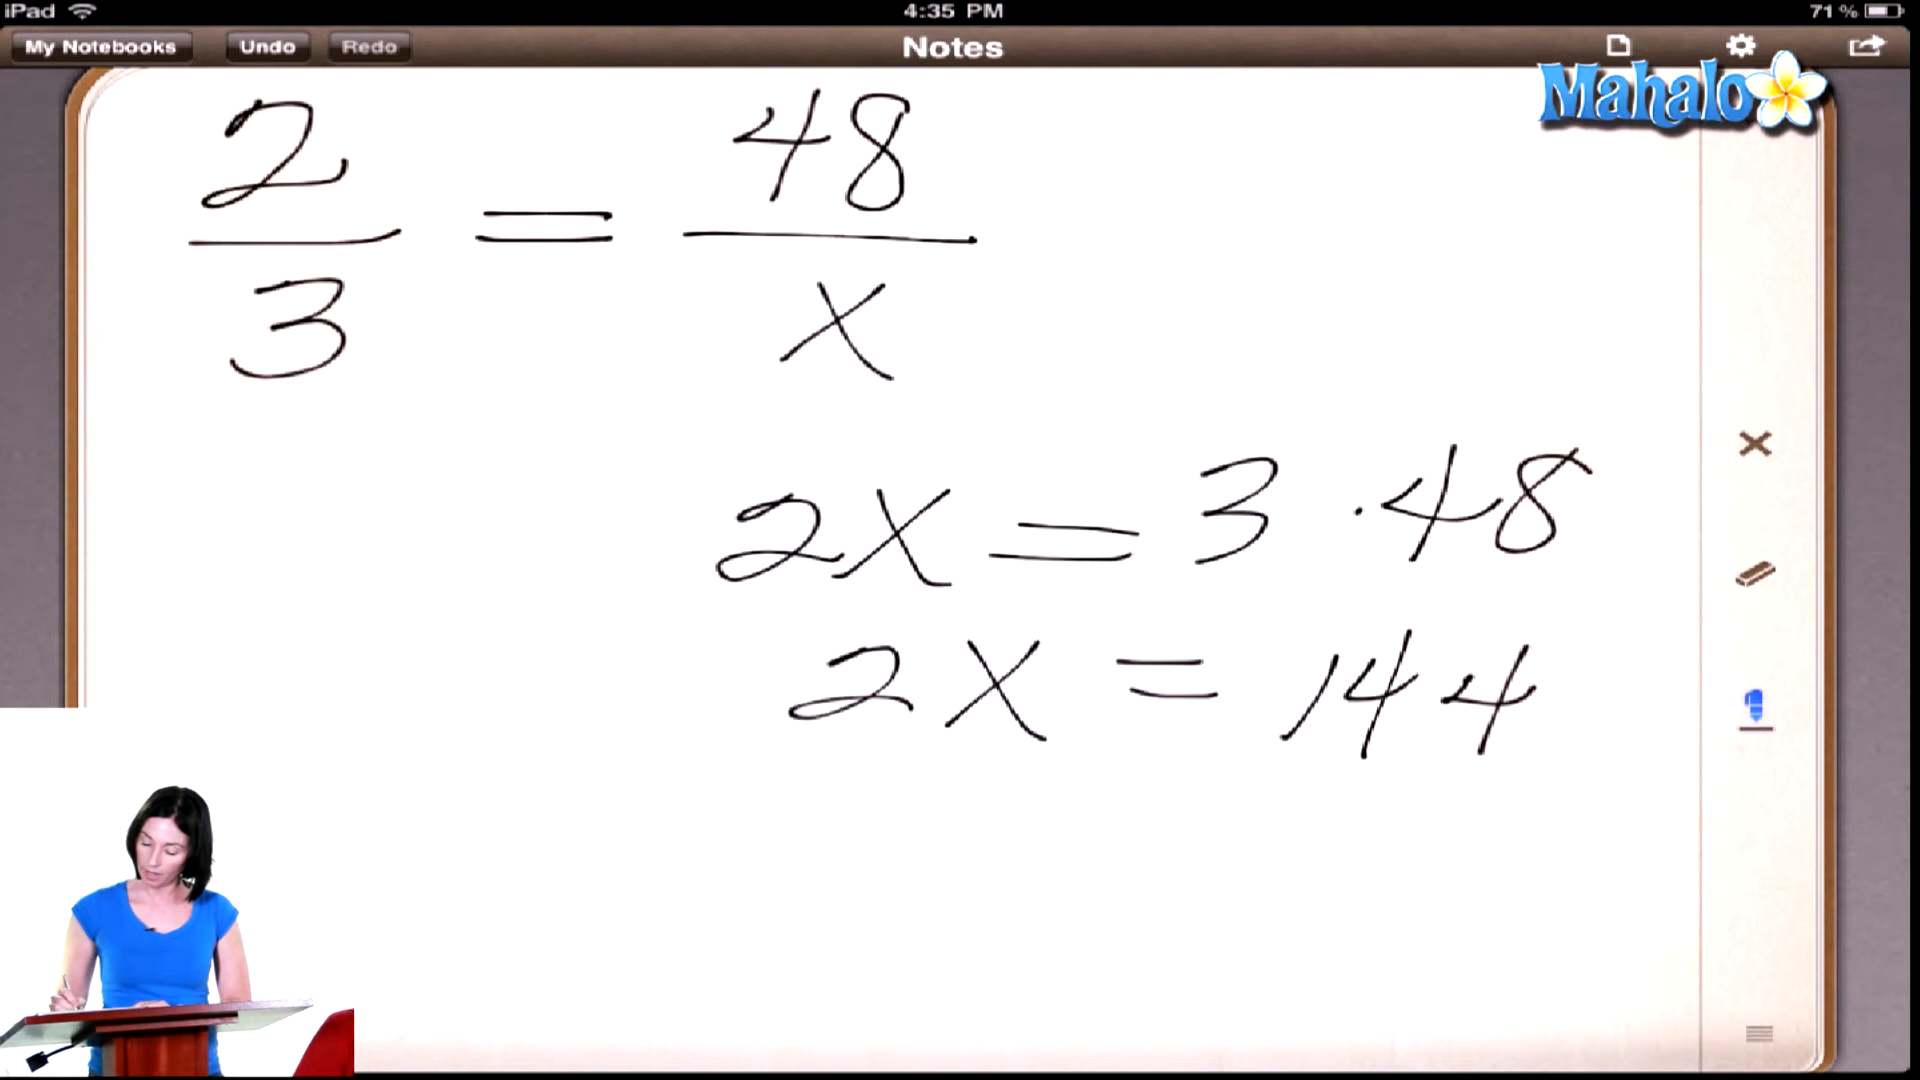 iPad 4:35 PM 71 %
My Notebooks Undo Redo Notes
Mahalo
2/3 = 48/x
2x = 3 · 48
2x = 144